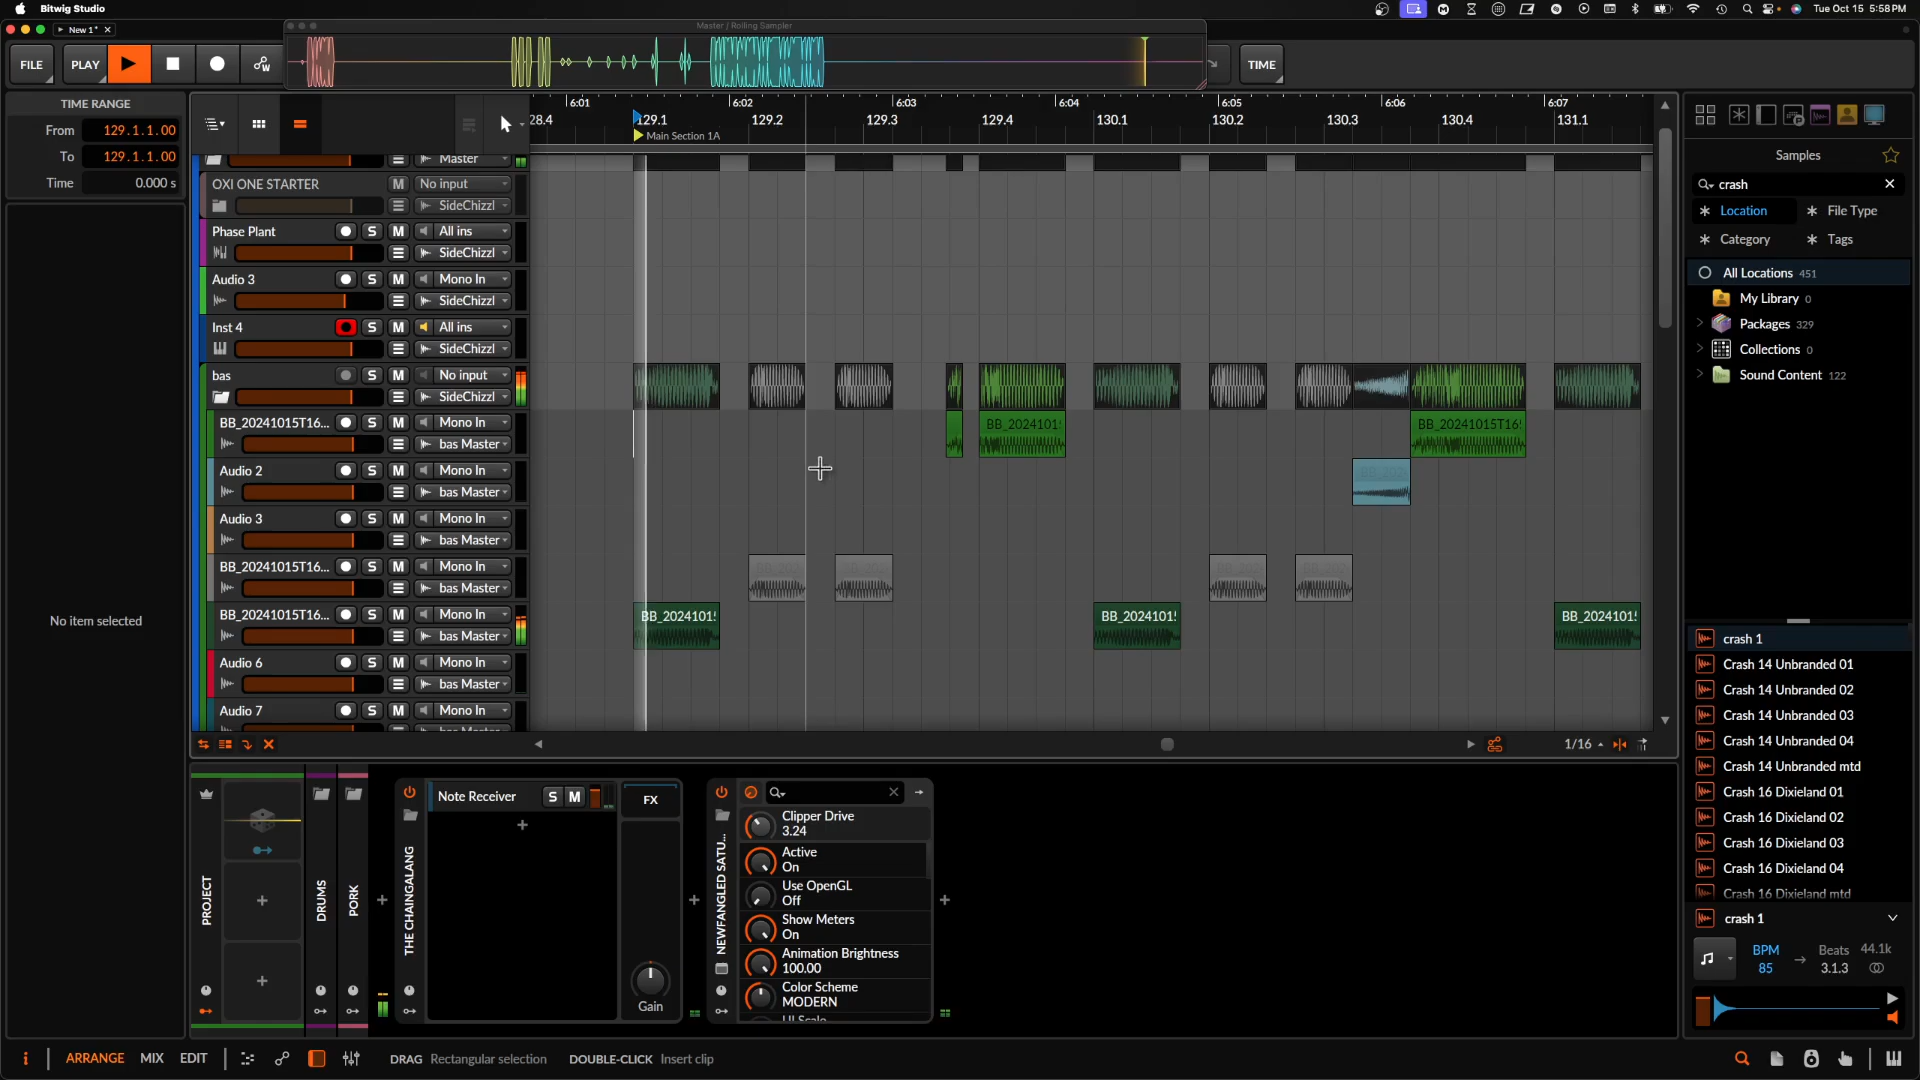 Bitwig Studio
Tue Oct 15 5:58 PM
New 1*
Master / Rolling Sampler
FILE
PLAY
TIME
TIME RANGE
From 129.1.1.00
To 129.1.1.00
Time 0.000 s
No item selected
6:01 6:02 6:03 6:04 6:05 6:06 6:07
28.4 129.1 129.2 129.3 129.4 130.1 130.2 130.3 130.4 131.1
Main Section 1A
Master
OXI ONE STARTER M No input
SideChizzl
Phase Plant S M All ins
SideChizzl
Audio 3 S M Mono In
SideChizzl
Inst 4 S M All ins
SideChizzl
bas S M No input
SideChizzl
BB_20241015T16... S M Mono In
bas Master
Audio 2 S M Mono In
bas Master
Audio 3 S M Mono In
bas Master
BB_20241015T16... S M Mono In
bas Master
BB_20241015T16... S M Mono In
bas Master
Audio 6 S M Mono In
bas Master
Audio 7 S M Mono In
BB_2024101 BB_20241015T16
BB_2024101 BB_2024101 BB_2024101
1/16
Samples
crash
Location
File Type
Category
Tags
All Locations 451
My Library 0
Packages 329
Collections 0
Sound Content 122
crash 1
Crash 14 Unbranded 01
Crash 14 Unbranded 02
Crash 14 Unbranded 03
Crash 14 Unbranded 04
Crash 14 Unbranded mtd
Crash 16 Dixieland 01
Crash 16 Dixieland 02
Crash 16 Dixieland 03
Crash 16 Dixieland 04
Crash 16 Dixieland mtd
crash 1
BPM
85
Beats
3.1.3
44.1k
PROJECT
DRUMS
PORK
THE CHAINGALANG
Note Receiver S M
FX
Gain
NEWFANGLED SATU...
Clipper Drive
3.24
Active
On
Use OpenGL
Off
Show Meters
On
Animation Brightness
100.00
Color Scheme
MODERN
UI Scale
ARRANGE MIX EDIT
DRAG Rectangular selection DOUBLE-CLICK Insert clip